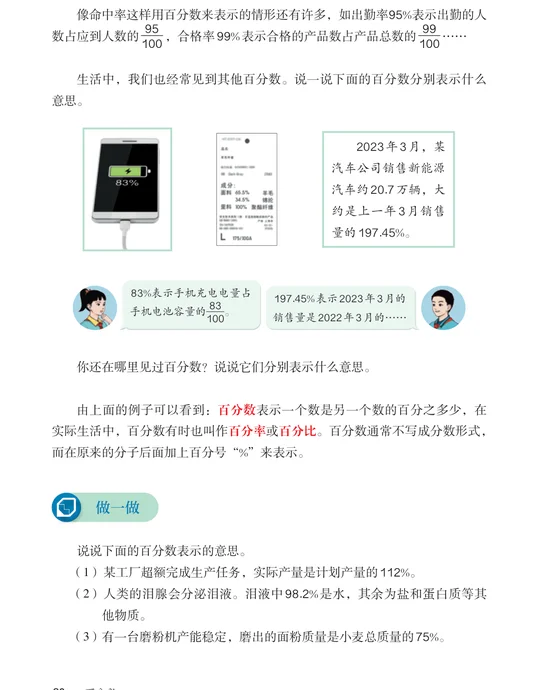 像命中率这样用百分数来表示的情形还有许多，如出勤率95%表示出勤的人
数占应到人数的95/100，合格率99%表示合格的产品数占产品总数的99/100……
生活中，我们也经常见到其他百分数。说一说下面的百分数分别表示什么
意思。
83%
成分：
面料 65.5% 羊毛
34.5%
里料 100% 聚酯纤维
L 175/100A
2023年3月，某
汽车公司销售新能源
汽车约20.7万辆，大
约是上一年3月销售
量的197.45%。
83%表示手机充电电量占
手机电池容量的83/100。
197.45%表示2023年3月的
销售量是2022年3月的……
你还在哪里见过百分数？说说它们分别表示什么意思。
由上面的例子可以看到：百分数表示一个数是另一个数的百分之多少，在
实际生活中，百分数有时也叫作百分率或百分比。百分数通常不写成分数形式，
而在原来的分子后面加上百分号“%”来表示。
做一做
说说下面的百分数表示的意思。
（1）某工厂超额完成生产任务，实际产量是计划产量的112%。
（2）人类的泪腺会分泌泪液。泪液中98.2%是水，其余为盐和蛋白质等其
他物质。
（3）有一台磨粉机产能稳定，磨出的面粉质量是小麦总质量的75%。